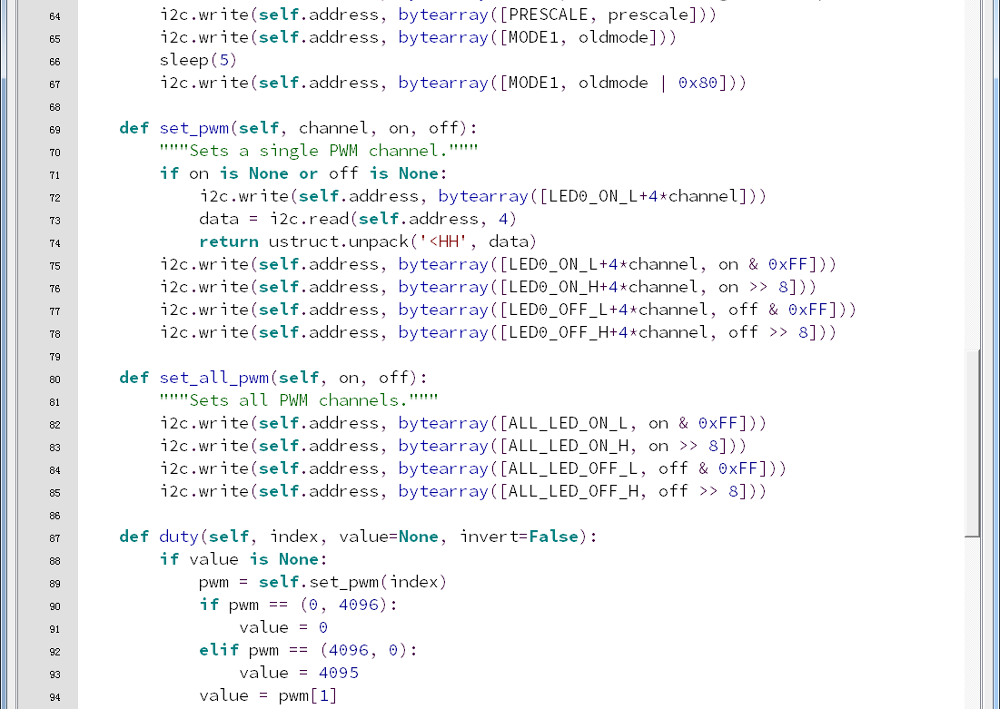 64 i2c.write(self.address, bytearray([PRESCALE, prescale]))
65 i2c.write(self.address, bytearray([MODE1, oldmode]))
66 sleep(5)
67 i2c.write(self.address, bytearray([MODE1, oldmode | 0x80]))
68
69 def set_pwm(self, channel, on, off):
70 """Sets a single PWM channel."""
71 if on is None or off is None:
72 i2c.write(self.address, bytearray([LED0_ON_L+4*channel]))
73 data = i2c.read(self.address, 4)
74 return ustruct.unpack('<HH', data)
75 i2c.write(self.address, bytearray([LED0_ON_L+4*channel, on & 0xFF]))
76 i2c.write(self.address, bytearray([LED0_ON_H+4*channel, on >> 8]))
77 i2c.write(self.address, bytearray([LED0_OFF_L+4*channel, off & 0xFF]))
78 i2c.write(self.address, bytearray([LED0_OFF_H+4*channel, off >> 8]))
79
80 def set_all_pwm(self, on, off):
81 """Sets all PWM channels."""
82 i2c.write(self.address, bytearray([ALL_LED_ON_L, on & 0xFF]))
83 i2c.write(self.address, bytearray([ALL_LED_ON_H, on >> 8]))
84 i2c.write(self.address, bytearray([ALL_LED_OFF_L, off & 0xFF]))
85 i2c.write(self.address, bytearray([ALL_LED_OFF_H, off >> 8]))
86
87 def duty(self, index, value=None, invert=False):
88 if value is None:
89 pwm = self.set_pwm(index)
90 if pwm == (0, 4096):
91 value = 0
92 elif pwm == (4096, 0):
93 value = 4095
94 value = pwm[1]